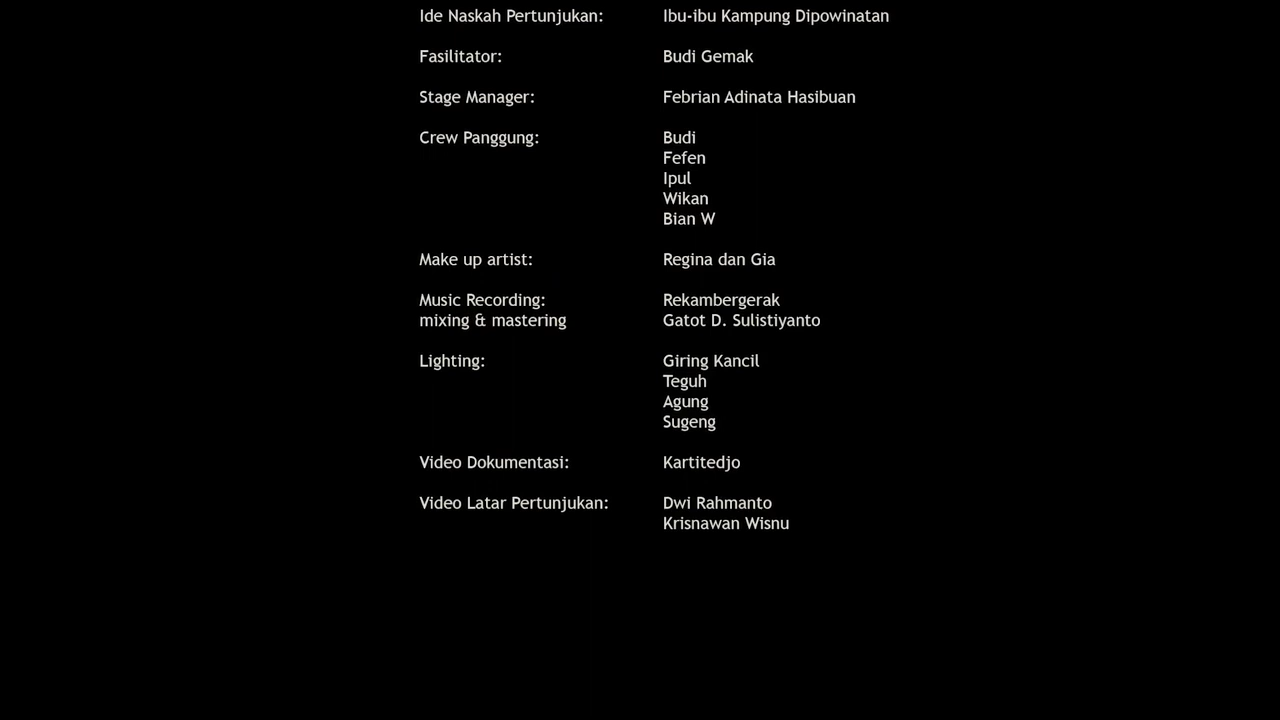 Ide Naskah Pertunjukan: Ibu-ibu Kampung Dipowinatan
Fasilitator: Budi Gemak
Stage Manager: Febrian Adinata Hasibuan
Crew Panggung: Budi
Fefen
Ipul
Wikan
Bian W
Make up artist: Regina dan Gia
Music Recording: Rekambergerak
mixing & mastering Gatot D. Sulistiyanto
Lighting: Giring Kancil
Teguh
Agung
Sugeng
Video Dokumentasi: Kartitedjo
Video Latar Pertunjukan: Dwi Rahmanto
Krisnawan Wisnu